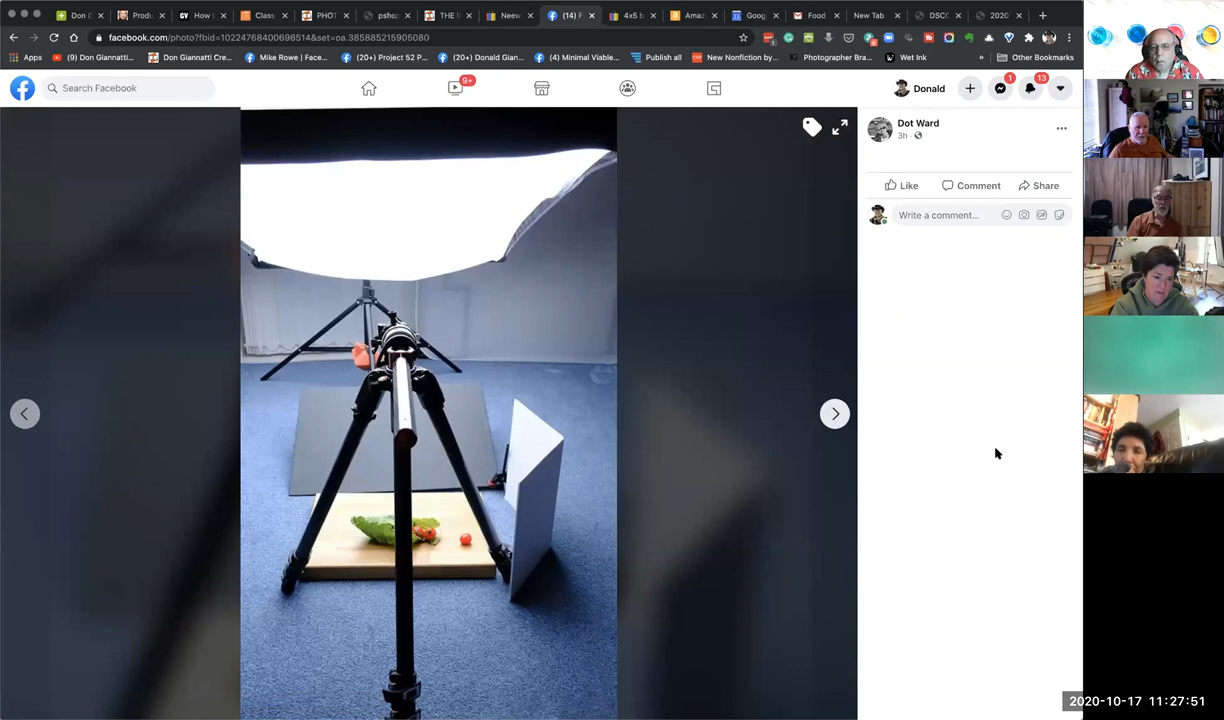 Don G
Produ
How t
Class
PHOT
pshop
THE I
Neew
(14) F
4x5 b
Amaz
Goog
Food
New Tab
DSC0
2020
facebook.com/photo?fbid=10224768400696514&set=oa.385885215905080
Apps
(9) Don Giannatti...
Don Giannatti Cre...
Mike Rowe | Face...
(20+) Project 52 P...
(20+) Donald Gian...
(4) Minimal Viable...
Publish all
New Nonfiction by...
Photographer Bra...
Wet Ink
Other Bookmarks
Search Facebook
9+
Donald
1
13
Dot Ward
3h
Like
Comment
Share
Write a comment...
2020-10-17 11:27:51